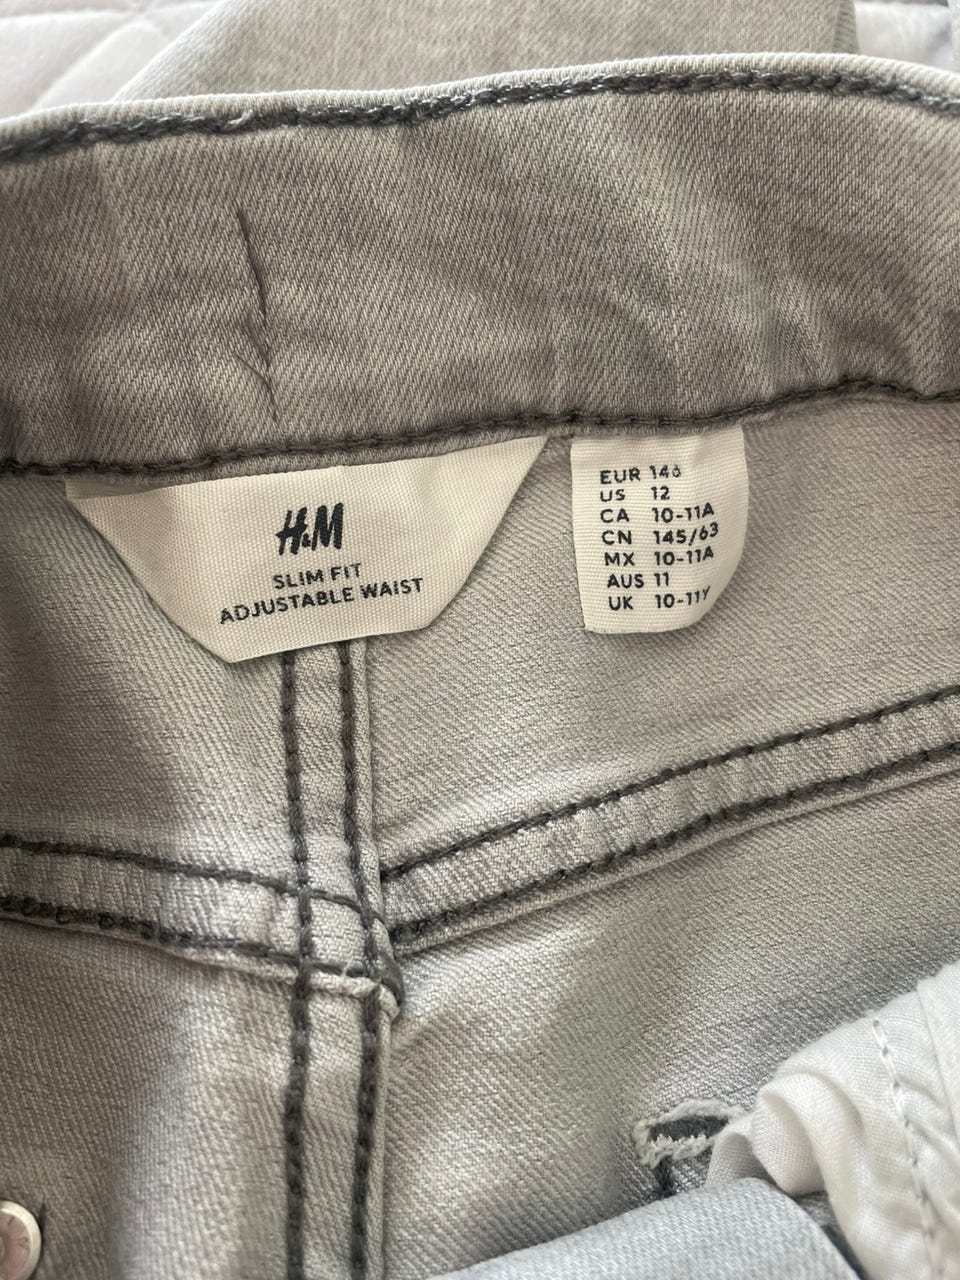 H&M
SLIM FIT
ADJUSTABLE WAIST
EUR 146
US 12
CA 10-11A
CN 145/63
MX 10-11A
AUS 11
UK 10-11Y